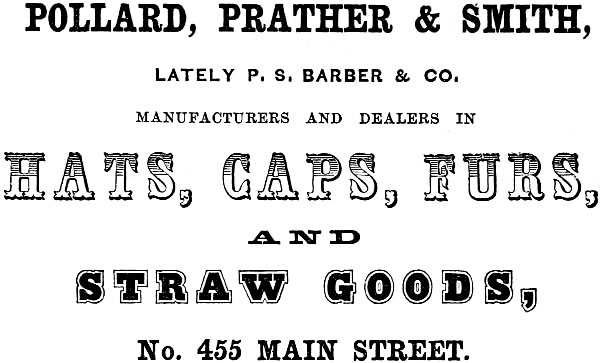 POLLARD, PRATHER & SMITH,
LATELY P. S. BARBER & CO.
MANUFACTURERS AND DEALERS IN
HATS, CAPS, FURS,
AND
STRAW GOODS,
No. 455 MAIN STREET.